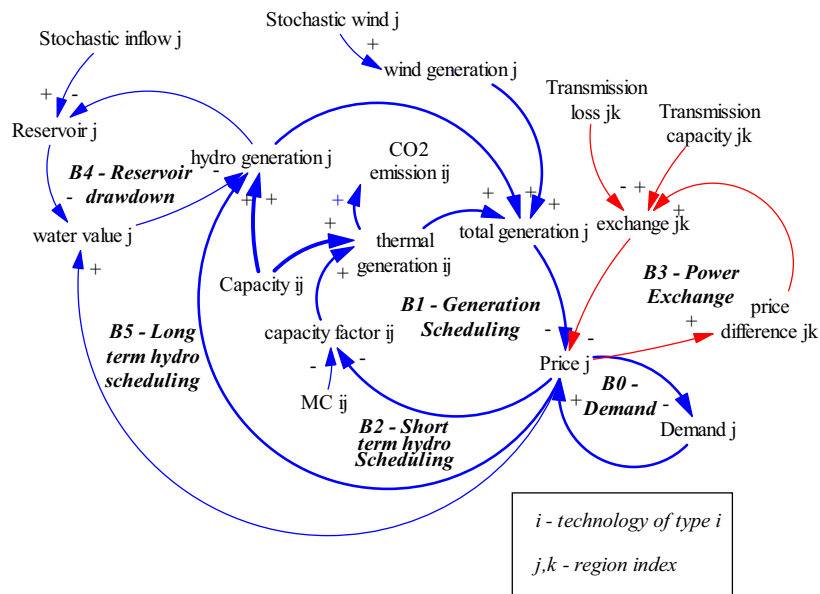 Stochastic inflow j
Stochastic wind j
+
wind generation j
Transmission
loss jk
Transmission
capacity jk
+ -
Reservoir j
B4 - Reservoir
drawdown
-
hydro generation j
CO2
emission ij
-
water value j
+
+ +
+
+
thermal
generation ij
+
+
+ +
total generation j
- +
+
exchange jk
Capacity ij
B1 - Generation
Scheduling
B3 - Power
Exchange
price
difference jk
+
B5 - Long
term hydro
scheduling
capacity factor ij
- -
MC ij
- -
Price j
+
B0 -
Demand
-
Demand j
B2 - Short
term hydro
Scheduling
i - technology of type i
j,k - region index